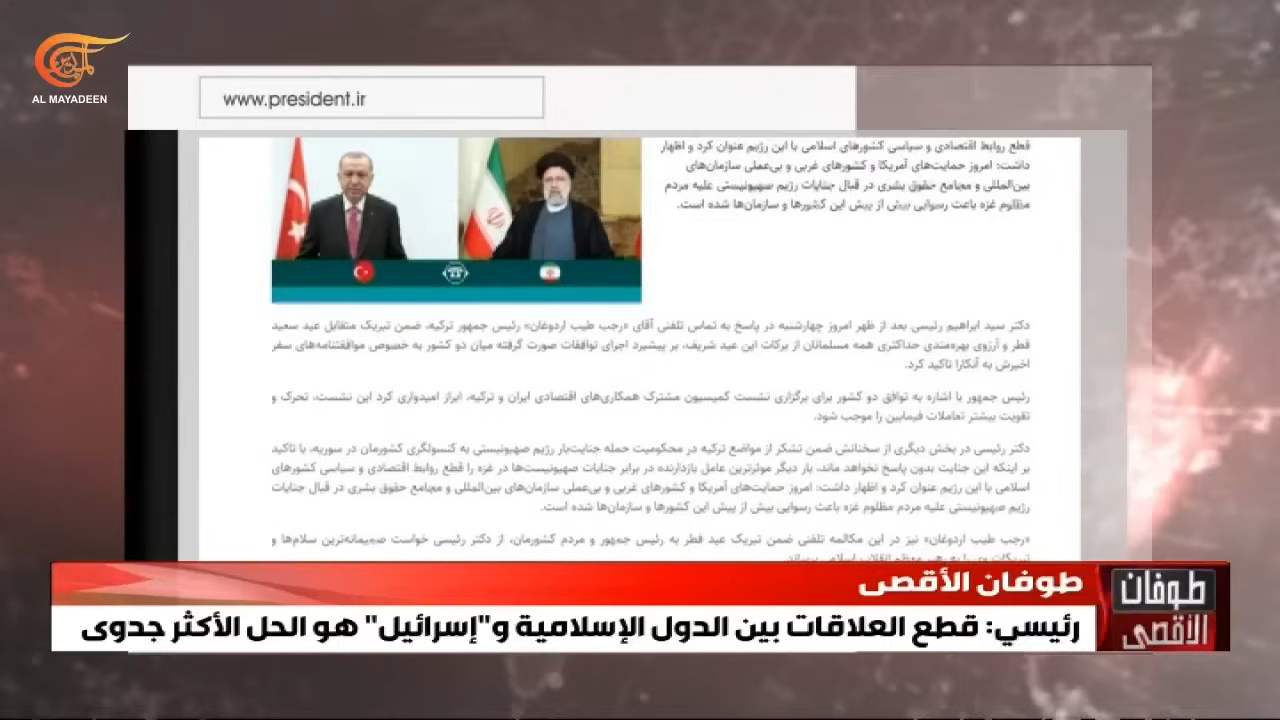 AL MAYADEEN
www.president.ir
قطع روابط اقتصادی و سیاسی کشورهای اسلامی با این رژیم عنوان کرد و اظهار
داشت: امروز حمایت‌های آمریکا و کشورهای غربی و بی‌عملی سازمان‌های
بین‌المللی و مجامع حقوق بشری در قبال جنایات رژیم صهیونیستی علیه مردم
مظلوم غزه باعث رسوایی بیش از پیش این کشورها و سازمان‌ها شده است.
دکتر سید ابراهیم رئیسی بعد از ظهر امروز چهارشنبه در پاسخ به تماس تلفنی آقای «رجب طیب اردوغان» رئیس جمهور ترکیه، ضمن تبریک متقابل عید سعید
فطر و آرزوی بهره‌مندی حداکثری همه مسلمانان از برکات این عید شریف، بر پیشبرد اجرای توافقات صورت گرفته میان دو کشور به خصوص موافقتنامه‌های سفر
اخیرش به آنکارا تاکید کرد.
رئیس جمهور با اشاره به توافق دو کشور برای برگزاری نشست کمیسیون مشترک همکاری‌های اقتصادی ایران و ترکیه، ابراز امیدواری کرد این نشست، تحرک و
تقویت بیشتر تعاملات فیمابین را موجب شود.
دکتر رئیسی در بخش دیگری از سخنانش ضمن تشکر از مواضع ترکیه در محکومیت حمله جنایت‌بار رژیم صهیونیستی به کنسولگری کشورمان در سوریه، با تاکید
بر اینکه این جنایت بدون پاسخ نخواهد ماند، بار دیگر موثرترین عامل بازدارنده در برابر جنایات صهیونیست‌ها در غزه را قطع روابط اقتصادی و سیاسی کشورهای
اسلامی با این رژیم عنوان کرد و اظهار داشت: امروز حمایت‌های آمریکا و کشورهای غربی و بی‌عملی سازمان‌های بین‌المللی و مجامع حقوق بشری در قبال جنایات
رژیم صهیونیستی علیه مردم مظلوم غزه باعث رسوایی بیش از پیش این کشورها و سازمان‌ها شده است.
«رجب طیب اردوغان» نیز در این مکالمه تلفنی ضمن تبریک عید فطر به رئیس جمهور و مردم کشورمان، از دکتر رئیسی خواست صمیمانه‌ترین سلام‌ها و
طوفان الأقصى
رئيسي: قطع العلاقات بين الدول الإسلامية و"إسرائيل" هو الحل الأكثر جدوى
طوفان
الأقصى